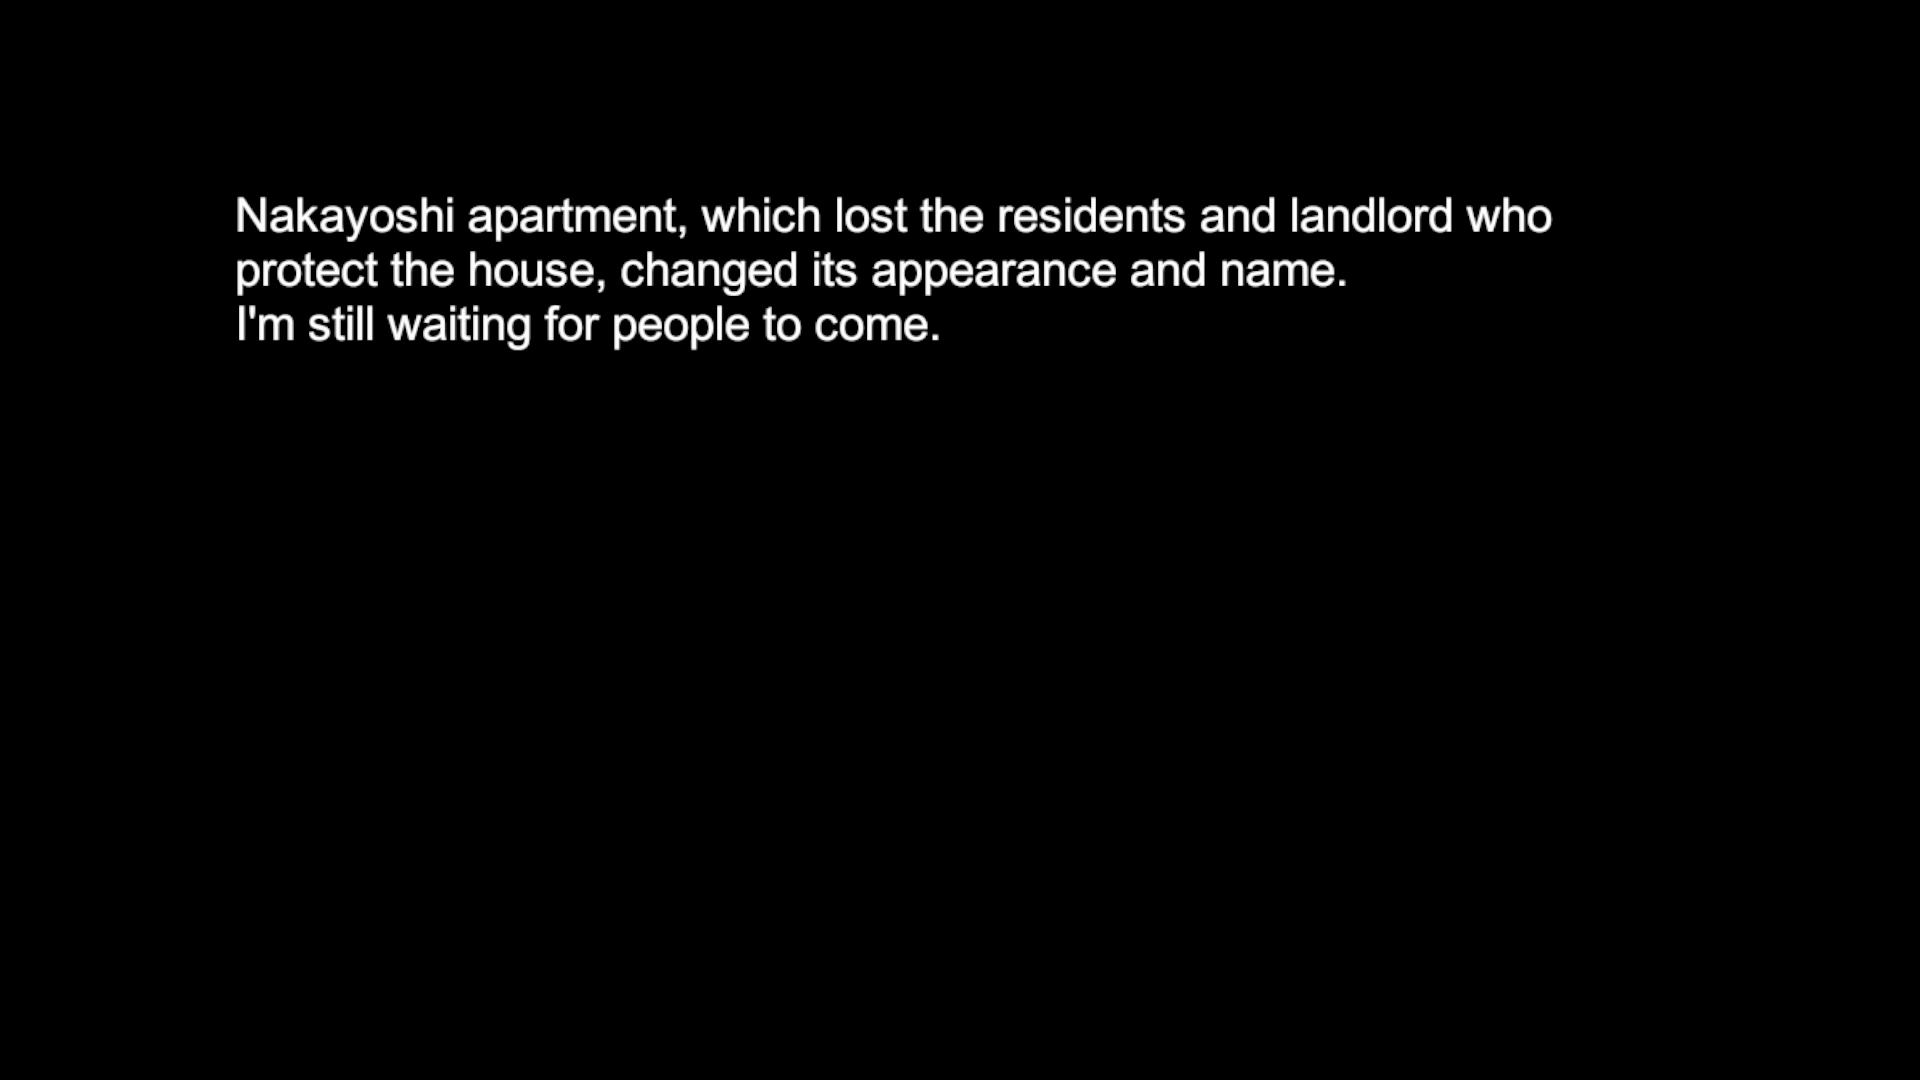 Nakayoshi apartment, which lost the residents and landlord who
protect the house, changed its appearance and name.
I'm still waiting for people to come.